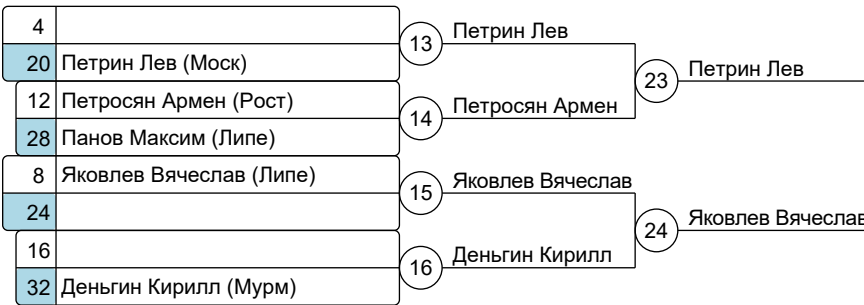 4
13 Петрин Лев
20 Петрин Лев (Моск)
23 Петрин Лев
12 Петросян Армен (Рост)
14 Петросян Армен
28 Панов Максим (Липе)
8 Яковлев Вячеслав (Липе)
15 Яковлев Вячеслав
24
24 Яковлев Вячеслав
16
16 Деньгин Кирилл
32 Деньгин Кирилл (Мурм)